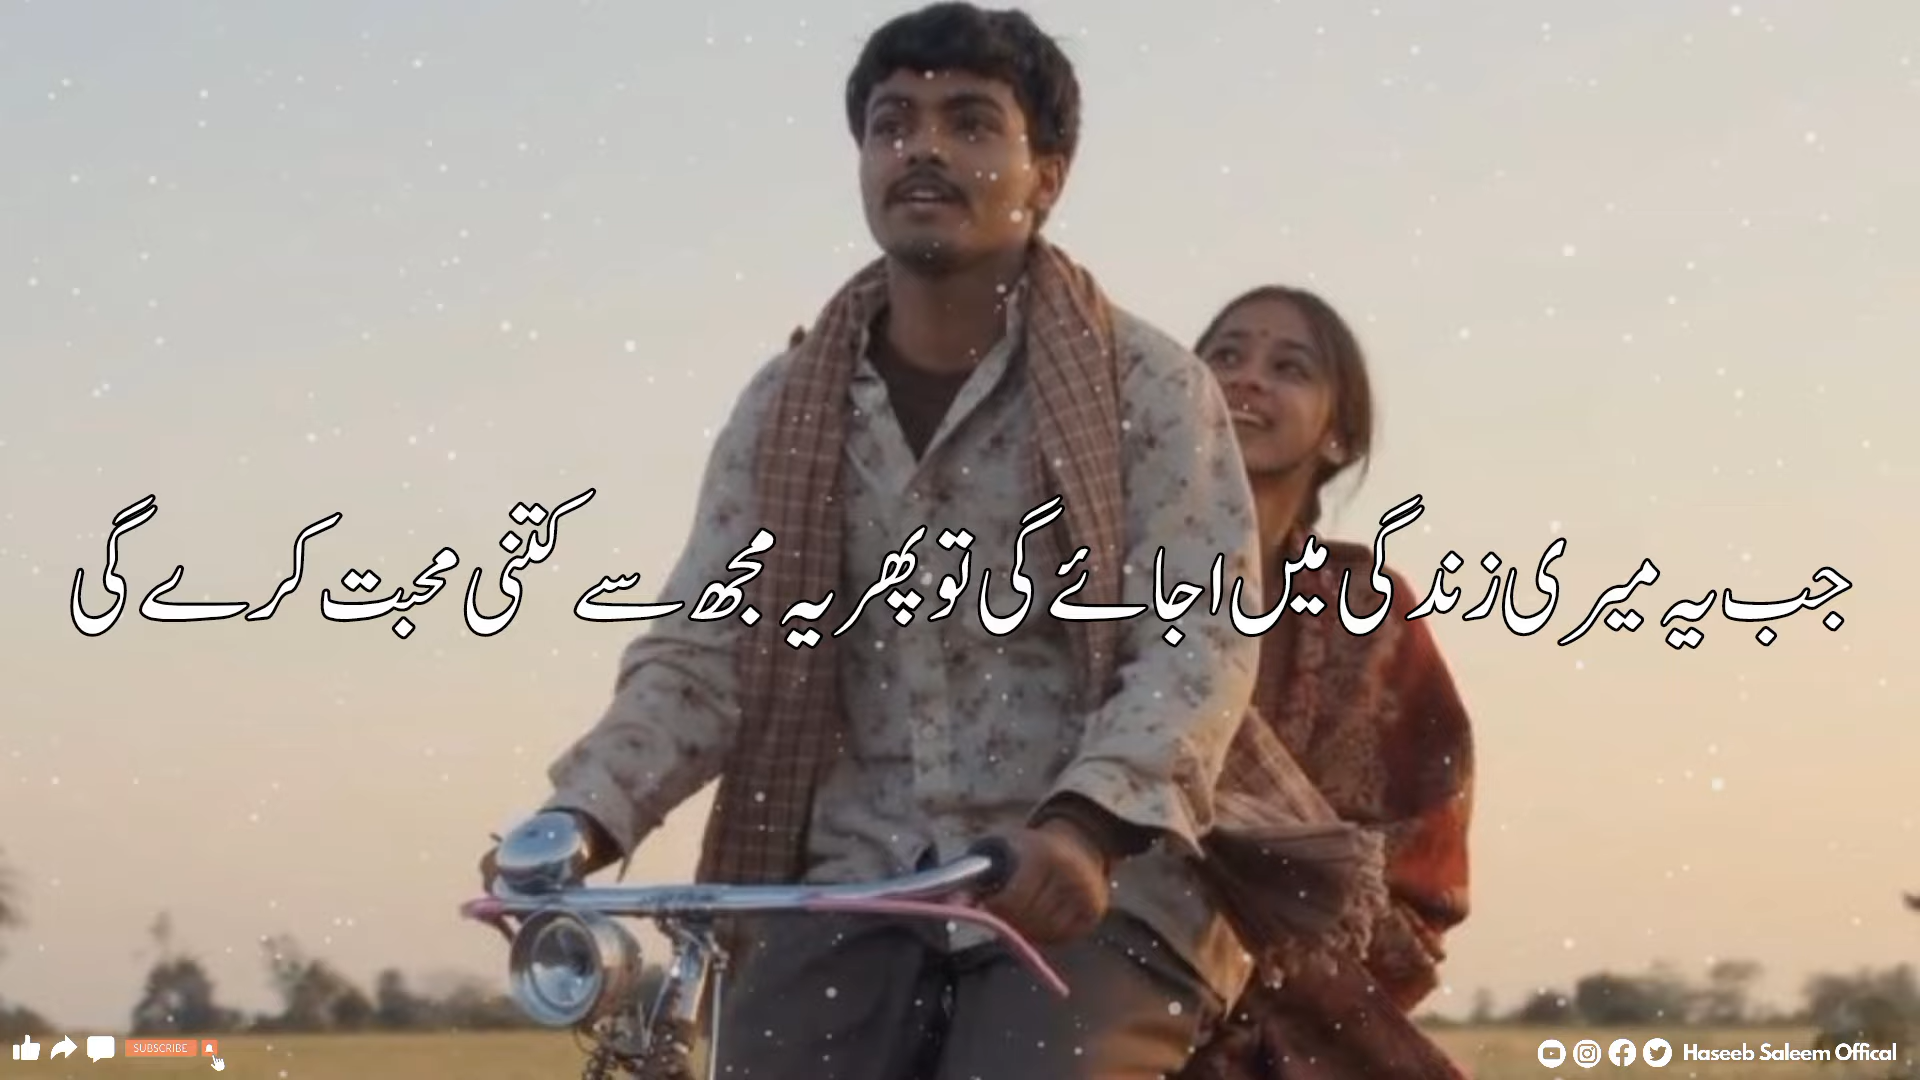 جب یہ میری زندگی میں اجائے گی تو پھر یہ مجھ سے کتنی محبت کرے گی
SUBSCRIBE
Haseeb Saleem Offical